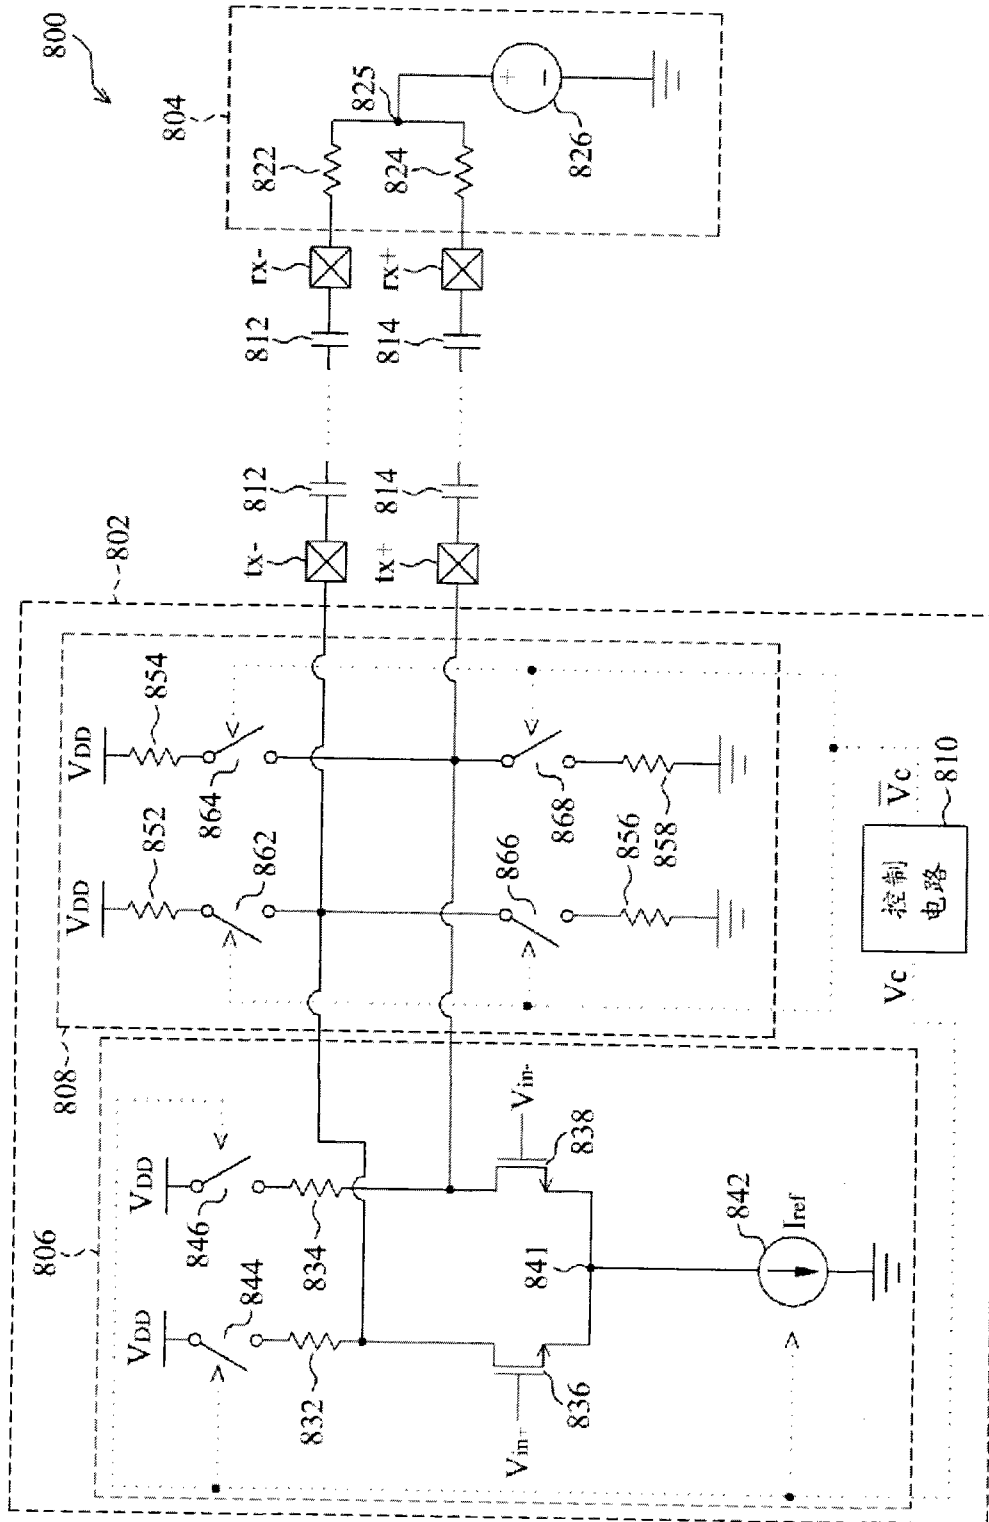 800
804
825
822
824
826
rx-
rx+
812
814
812
814
tx-
tx+
802
VDD
854
VDD
852
864
862
868
866
858
856
808
Vc
810
控制
电路
Vc
806
VDD
846
VDD
844
834
832
Vin-
838
841
836
Vin+
842
Iref